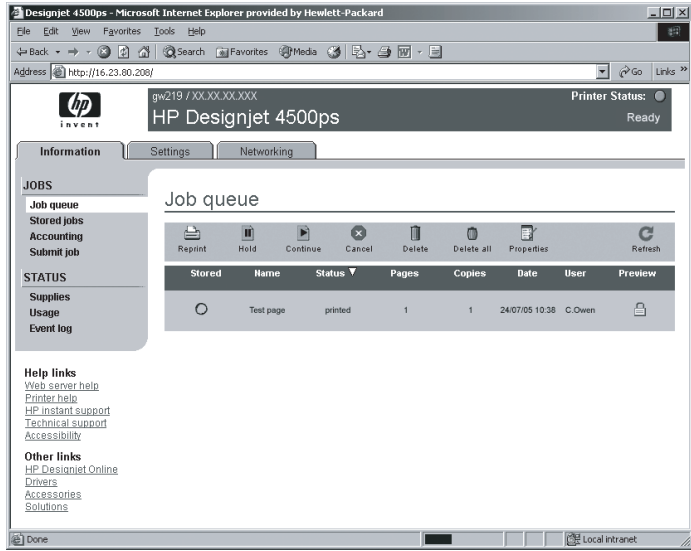 Designjet 4500ps - Microsoft Internet Explorer provided by Hewlett-Packard
File Edit View Favorites Tools Help
Back Search Favorites Media
Address http://16.23.80.208/ Go Links »
hp
invent
gw219 / XX.XX.XX.XXX
HP Designjet 4500ps
Printer Status:
Ready
Information Settings Networking
JOBS
Job queue
Stored jobs
Accounting
Submit job
STATUS
Supplies
Usage
Event log
Help links
Web server help
Printer help
HP instant support
Technical support
Accessibility
Other links
HP Designjet Online
Drivers
Accessories
Solutions
Job queue
Reprint Hold Continue Cancel Delete Delete all Properties Refresh
Stored Name Status Pages Copies Date User Preview
Test page printed 1 1 24/07/05 10:38 C.Owen
Done Local intranet